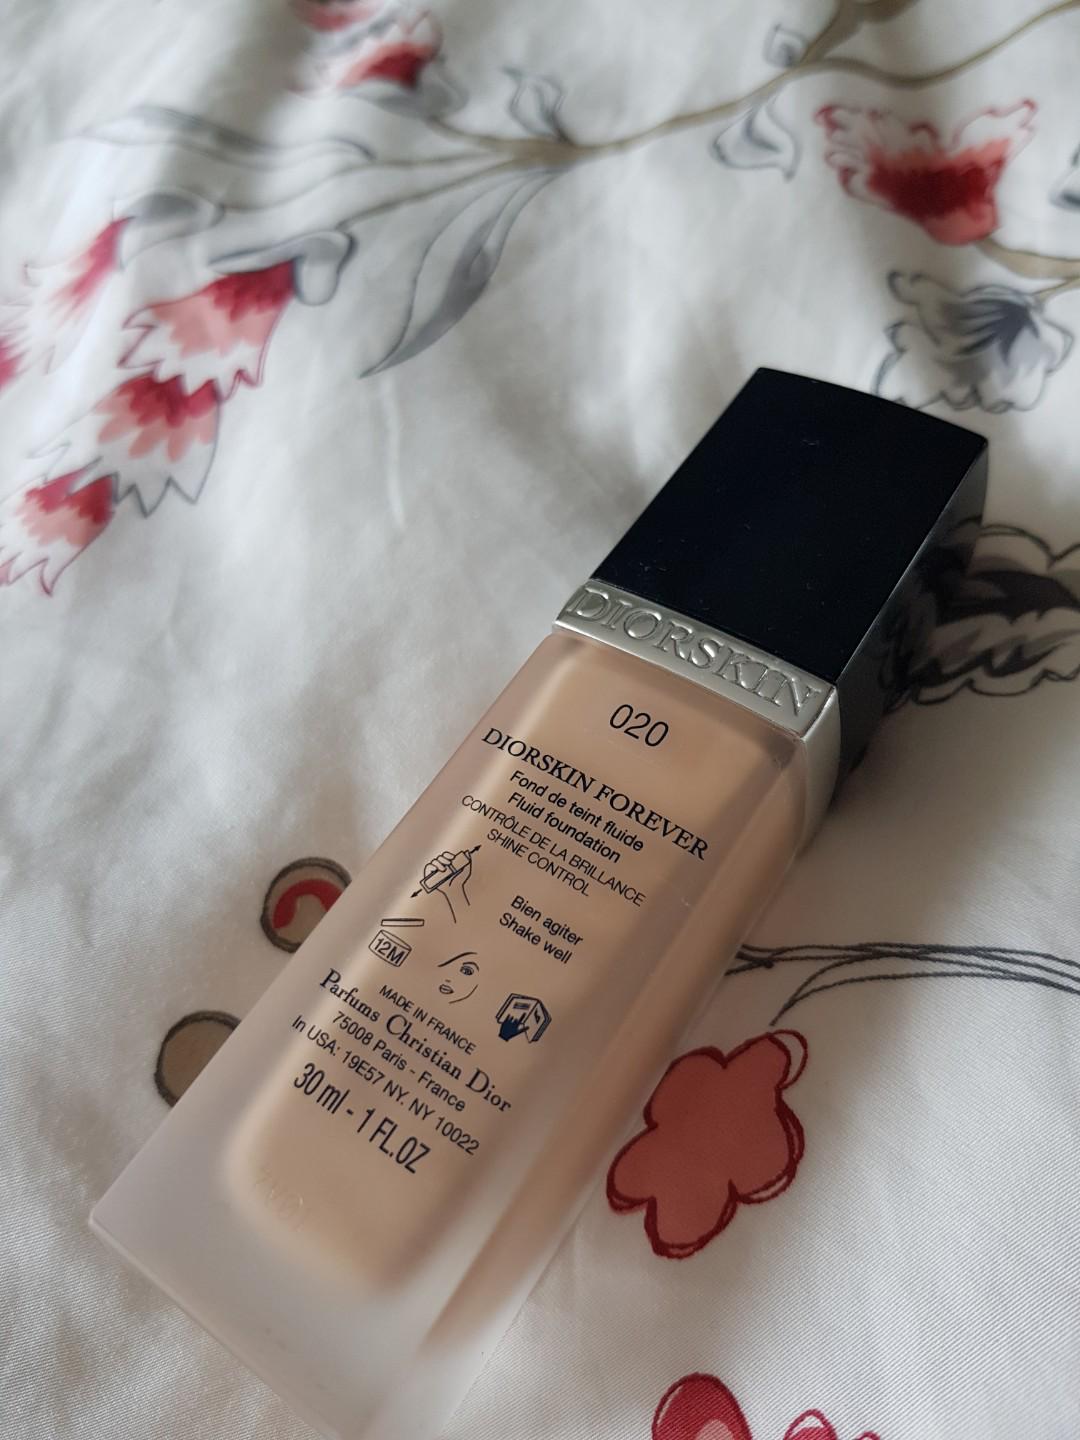 DIORSKIN
020
DIORSKIN FOREVER
Fond de teint fluide
Fluid foundation
CONTRÔLE DE LA BRILLANCE
SHINE CONTROL
Bien agiter
Shake well
12M
MADE IN FRANCE
Parfums Christian Dior
75008 Paris - France
In USA: 19E57 NY. NY 10022
30 ml - 1 FL.OZ